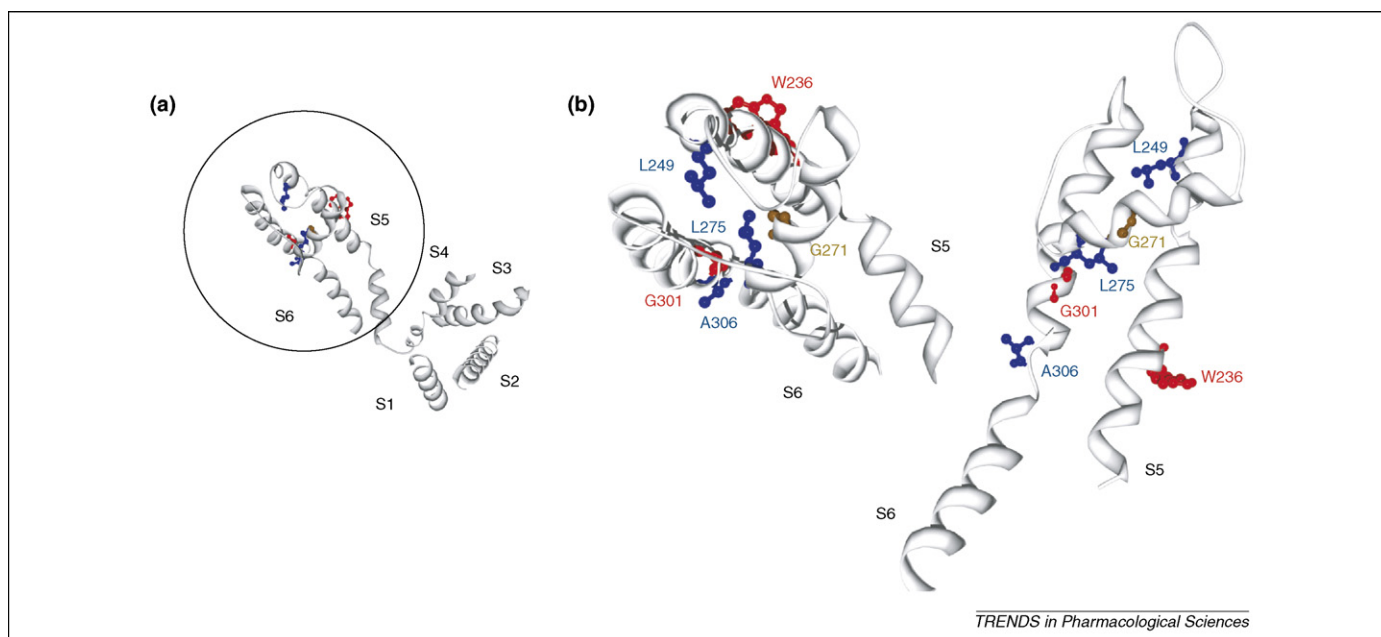 (a)
S5
S4
S3
S6
S2
S1
(b)
W236
L249
L275
G271
S5
G301
A306
S6
L249
G271
L275
G301
A306
W236
S5
S6
TRENDS in Pharmacological Sciences